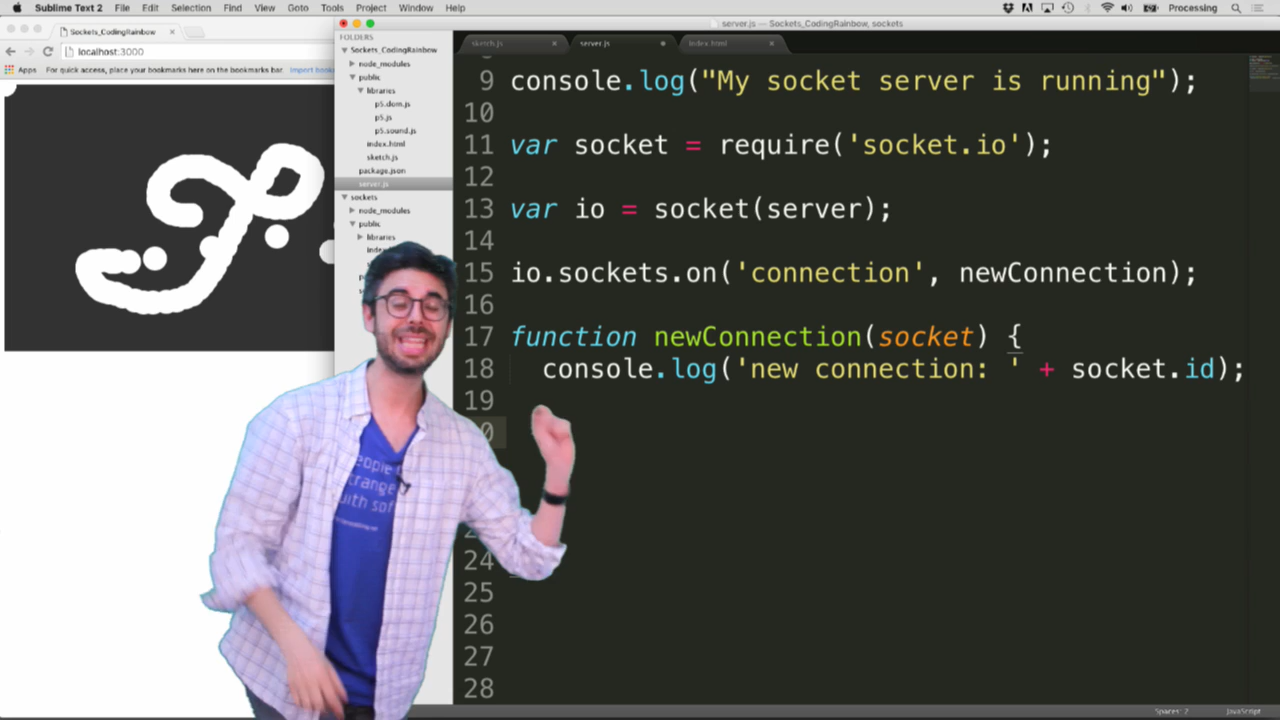 Sublime Text 2 File Edit Selection Find View Goto Tools Project Window Help Processing
Sockets_CodingRainbow
localhost:3000
Apps For quick access, place your bookmarks here on the bookmarks bar. Import
server.js — Sockets_CodingRainbow, sockets
sketch.js server.js index.html
FOLDERS
Sockets_CodingRainbow
node_modules
public
libraries
p5.dom.js
p5.js
p5.sound.js
index.html
sketch.js
package.json
server.js
sockets
node_modules
public
libraries
9 console.log("My socket server is running");
10
11 var socket = require('socket.io');
12
13 var io = socket(server);
14
15 io.sockets.on('connection', newConnection);
16
17 function newConnection(socket) {
18 console.log('new connection: ' + socket.id);
19
24
25
26
27
28
Spaces: 2 JavaScript